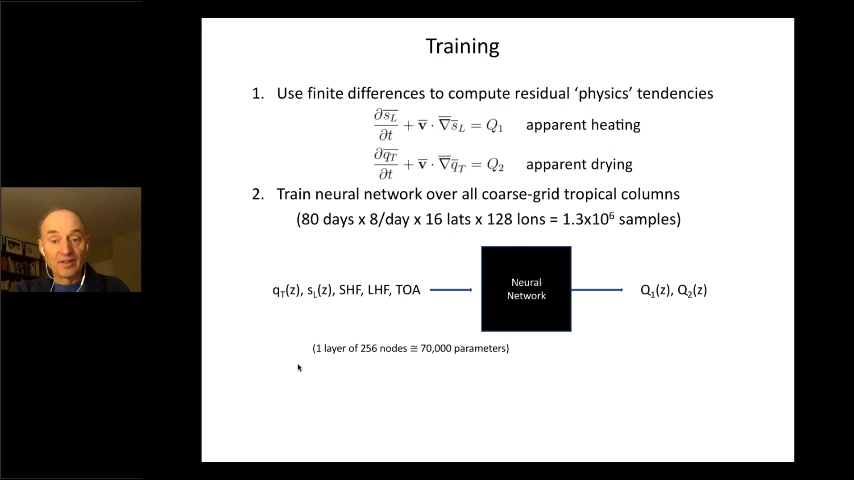 Training
1. Use finite differences to compute residual ‘physics’ tendencies
∂s̅_L/∂t + v̅ · ∇̅s̅_L = Q₁ apparent heating
∂q̅_T/∂t + v̅ · ∇̅q̅_T = Q₂ apparent drying
2. Train neural network over all coarse-grid tropical columns
(80 days x 8/day x 16 lats x 128 lons = 1.3x10⁶ samples)
Neural
Network
q_T(z), s_L(z), SHF, LHF, TOA
Q₁(z), Q₂(z)
(1 layer of 256 nodes ≅ 70,000 parameters)